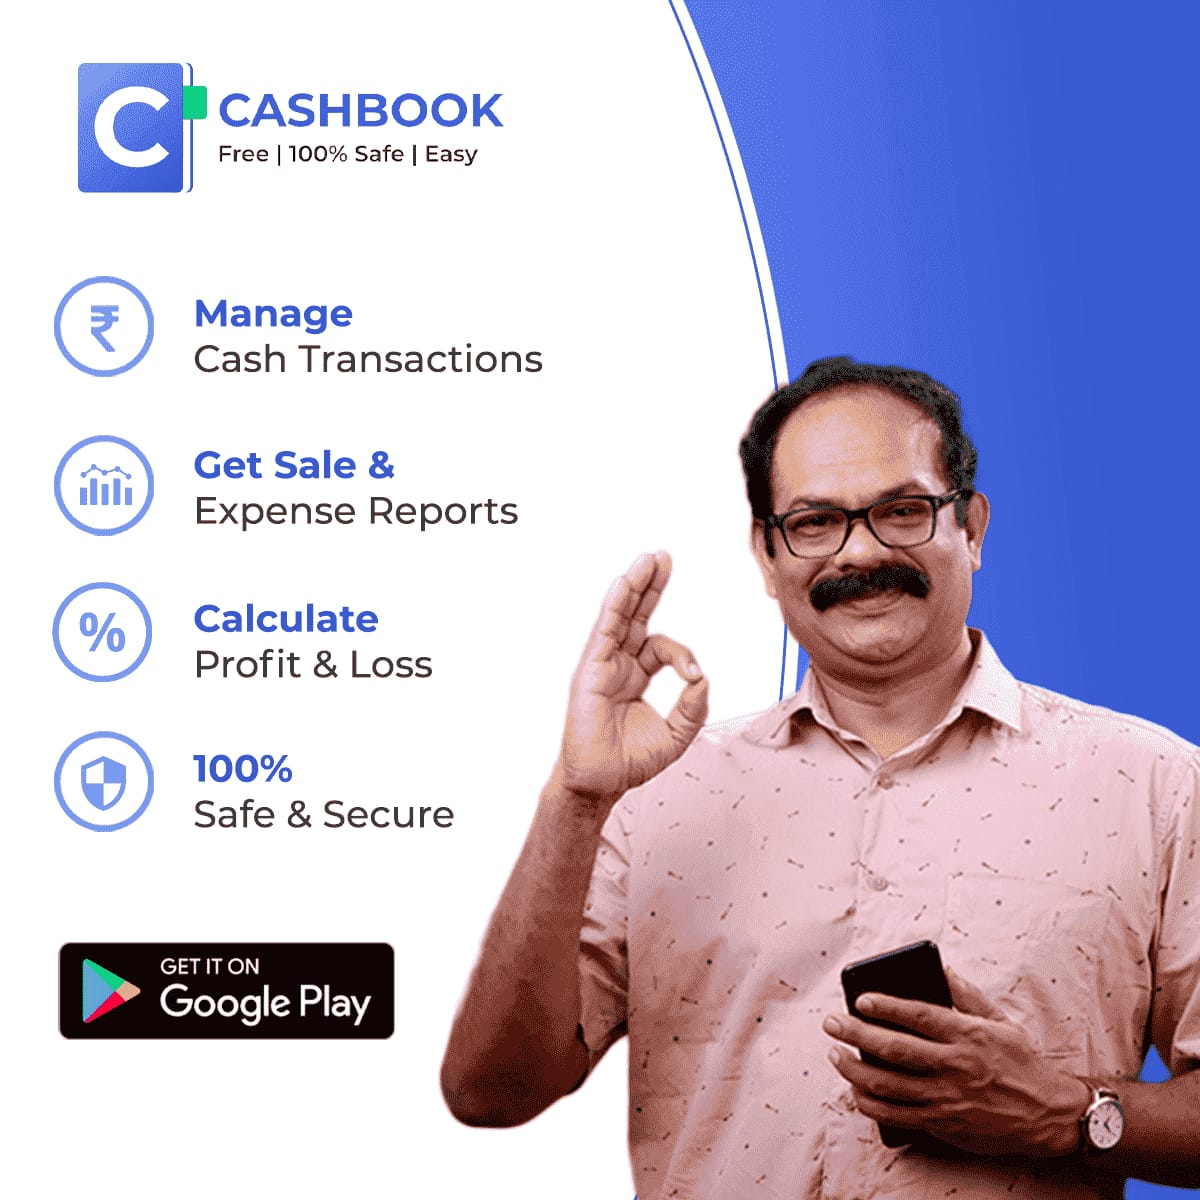 C
CASHBOOK
Free | 100% Safe | Easy
₹
Manage
Cash Transactions
Get Sale &
Expense Reports
%
Calculate
Profit & Loss
100%
Safe & Secure
GET IT ON
Google Play